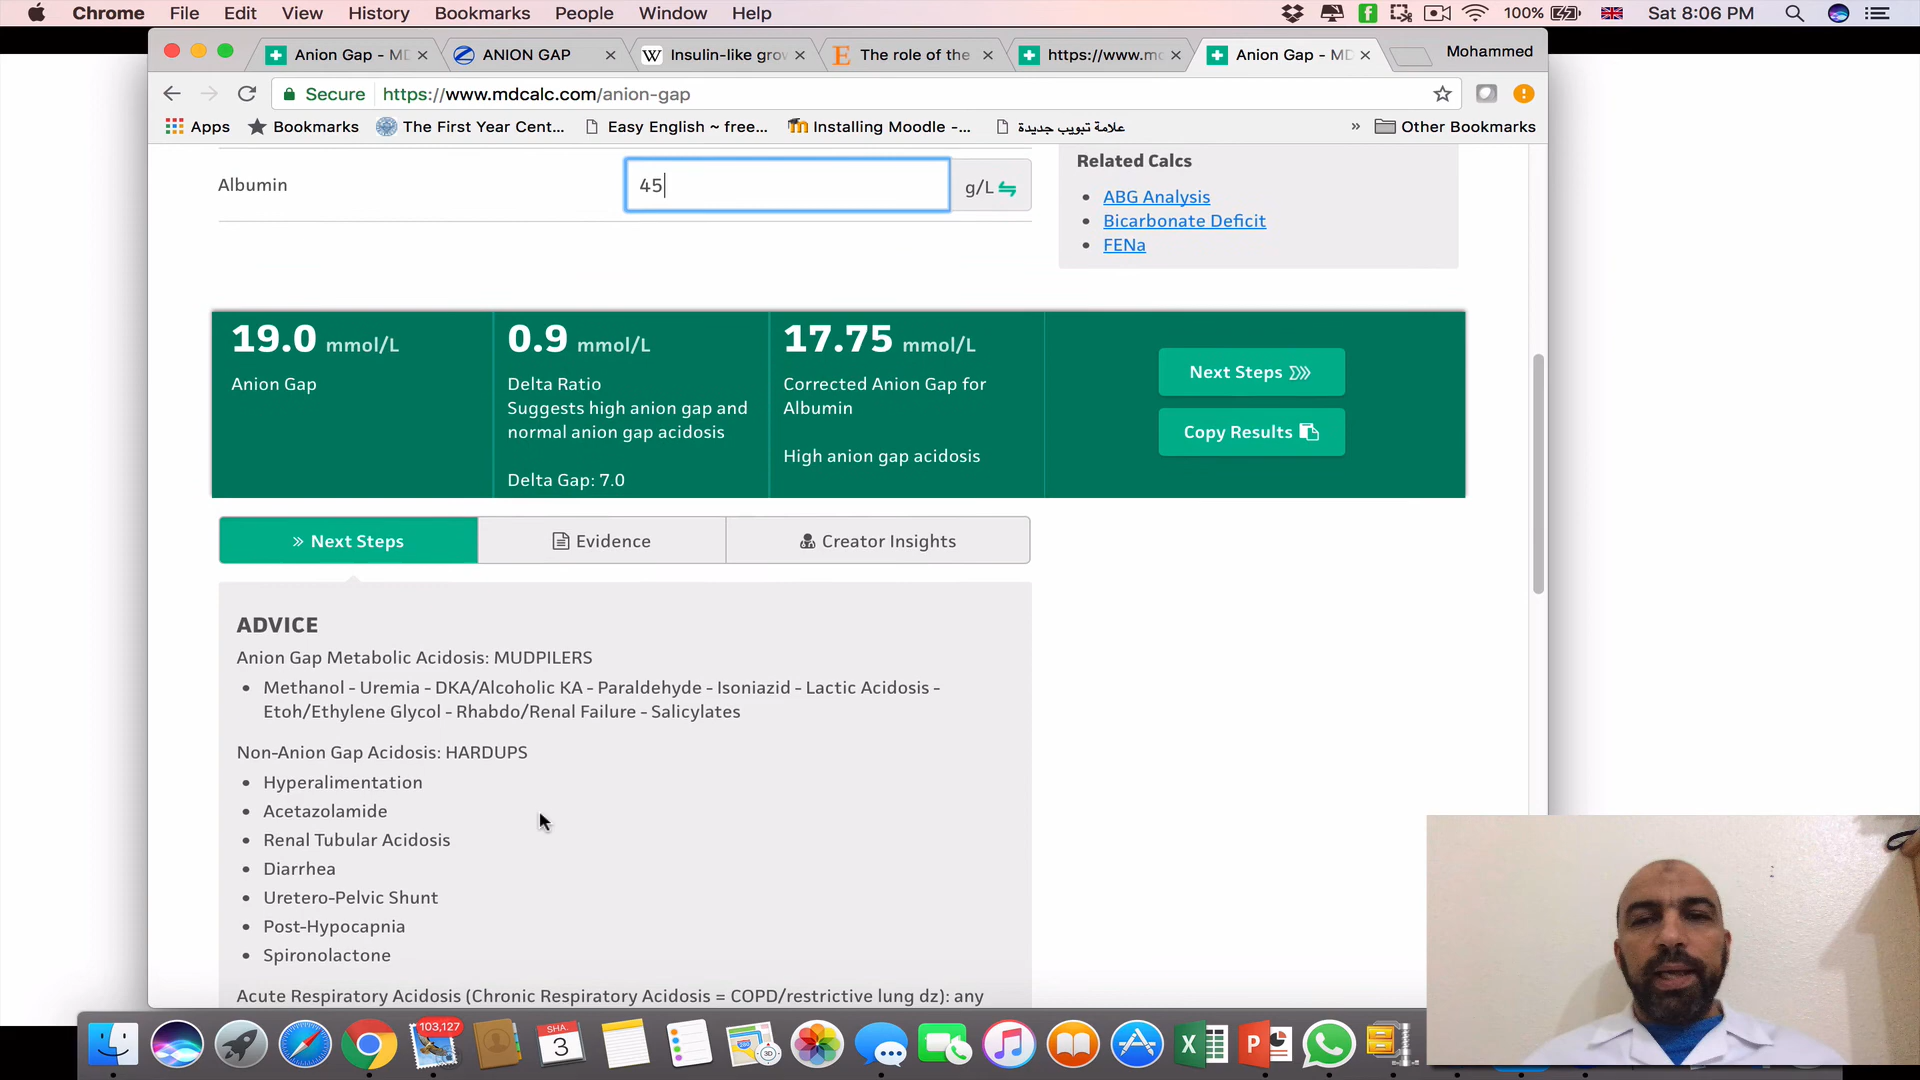 Chrome File Edit View History Bookmarks People Window Help 100% Sat 8:06 PM
Anion Gap - MD ANION GAP Insulin-like grow The role of the https://www.mc Anion Gap - MD Mohammed
Secure https://www.mdcalc.com/anion-gap
Apps Bookmarks The First Year Cent... Easy English ~ free... Installing Moodle -... علامة تبويب جديدة » Other Bookmarks
Albumin 45 g/L
Related Calcs
ABG Analysis
Bicarbonate Deficit
FENa
19.0 mmol/L
Anion Gap
0.9 mmol/L
Delta Ratio
Suggests high anion gap and
normal anion gap acidosis
Delta Gap: 7.0
17.75 mmol/L
Corrected Anion Gap for
Albumin
High anion gap acidosis
Next Steps
Copy Results
Next Steps Evidence Creator Insights
ADVICE
Anion Gap Metabolic Acidosis: MUDPILERS
Methanol - Uremia - DKA/Alcoholic KA - Paraldehyde - Isoniazid - Lactic Acidosis -
Etoh/Ethylene Glycol - Rhabdo/Renal Failure - Salicylates
Non-Anion Gap Acidosis: HARDUPS
Hyperalimentation
Acetazolamide
Renal Tubular Acidosis
Diarrhea
Uretero-Pelvic Shunt
Post-Hypocapnia
Spironolactone
Acute Respiratory Acidosis (Chronic Respiratory Acidosis = COPD/restrictive lung dz): any
103,127
SHA.
3